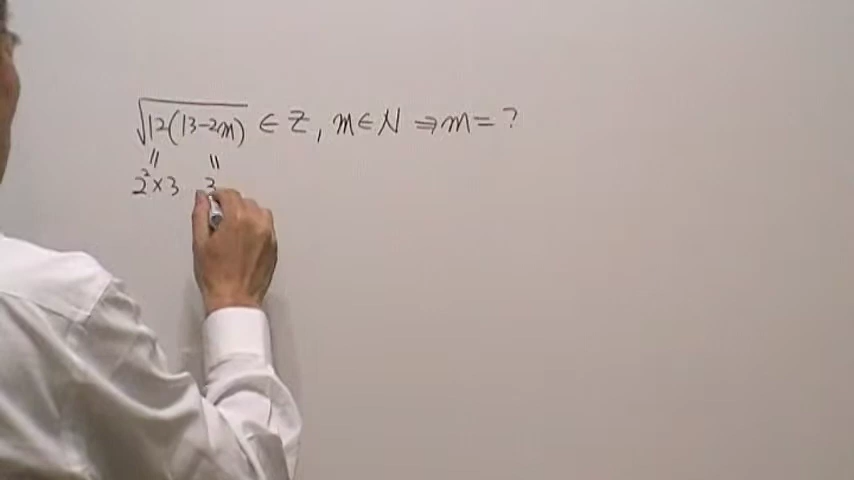 √12(13-2m) ∈ Z, m∈N ⇒ m = ?
= =
2²×3 3